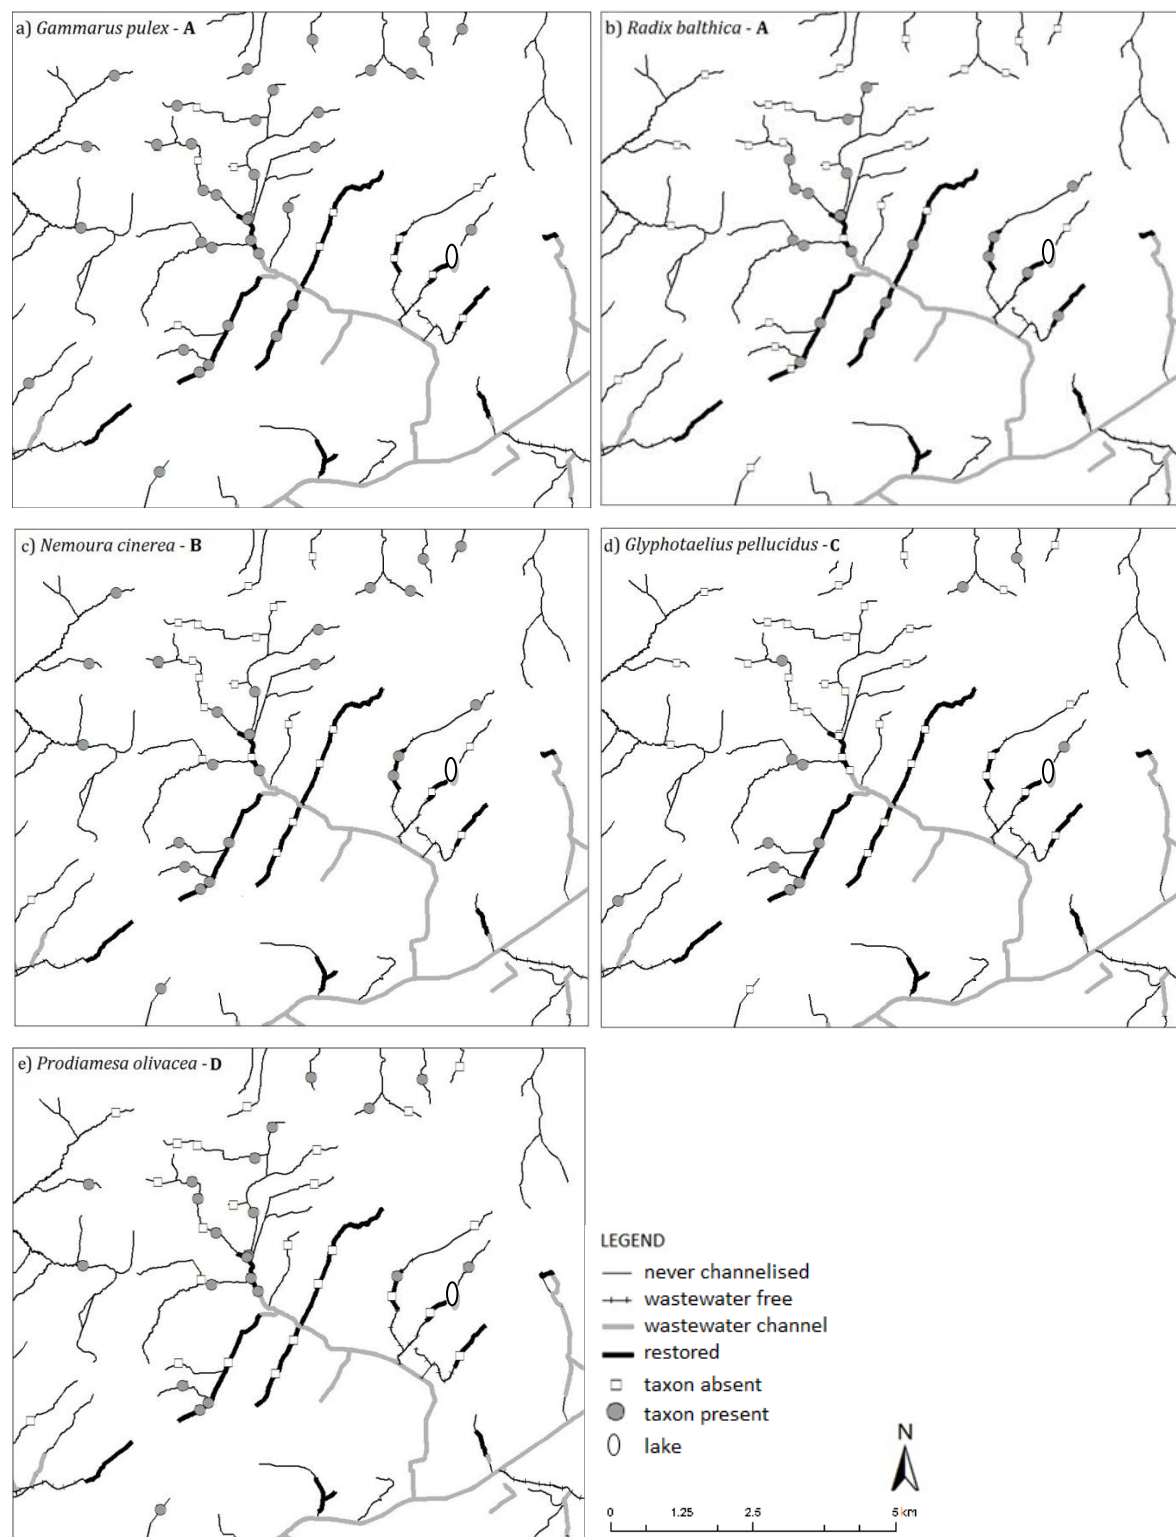 a) Gammarus pulex - A
b) Radix balthica - A
c) Nemoura cinerea - B
d) Glyphotaelius pellucidus - C
e) Prodiamesa olivacea - D
LEGEND
never channelised
wastewater free
wastewater channel
restored
taxon absent
taxon present
lake
N
0 1.25 2.5 5 km